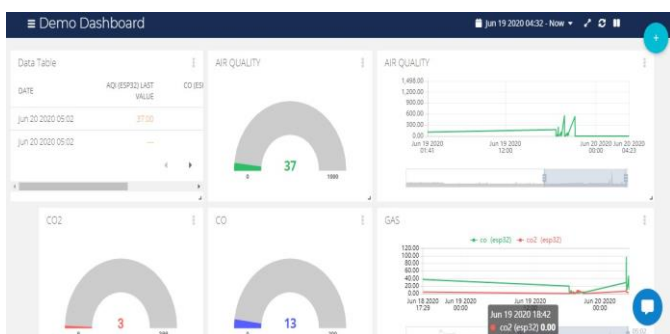 Demo Dashboard
Jun 19 2020 04:32 - Now
Data Table
DATE
AQI (ESP32) LAST VALUE
CO (ESP
Jun 20 2020 05:02
37.00
Jun 20 2020 05:02
AIR QUALITY
37
0
1000
AIR QUALITY
1,498.00
1,200.00
900.00
600.00
300.00
0.00
Jun 19 2020 01:41
Jun 19 2020 12:00
Jun 20 2020 00:00
Jun 20 2020 04:23
CO2
3
CO
13
GAS
co (esp32)
co2 (esp32)
120.00
100.00
80.00
60.00
40.00
20.00
0.00
Jun 18 2020 17:29
Jun 19 2020 00:00
Jun 20 2020 00:00
Jun 19 2020 18:42
co2 (esp32) 0.00